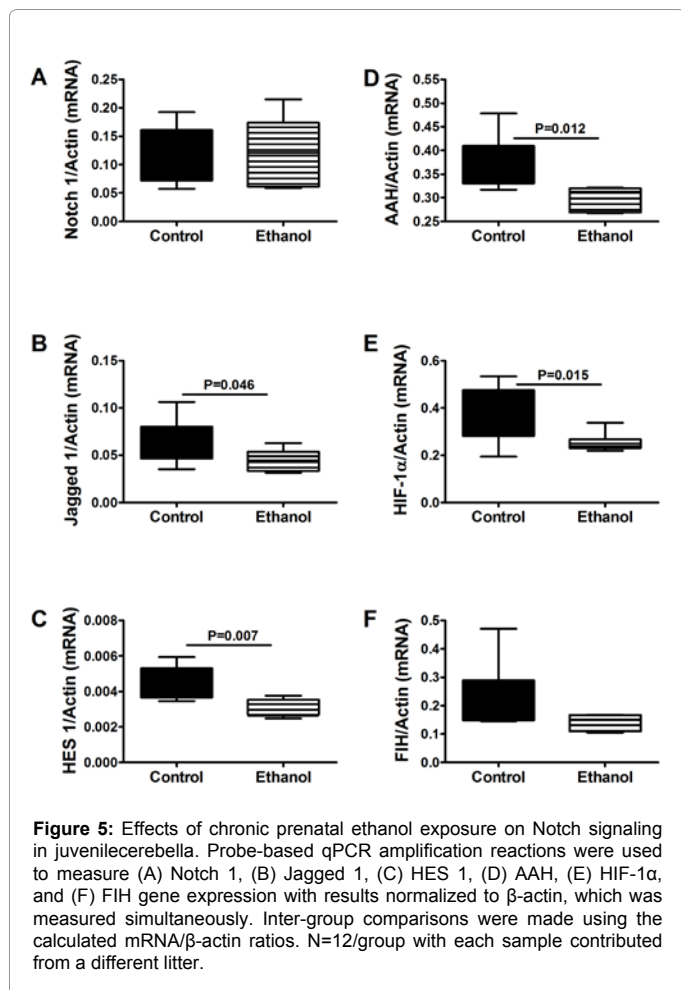 A
Notch 1/Actin (mRNA)
0.25
0.20
0.15
0.10
0.05
0.00
Control
Ethanol
D
AAH/Actin (mRNA)
0.55
0.50
0.45
0.40
0.35
0.30
0.25
P=0.012
Control
Ethanol
B
Jagged 1/Actin (mRNA)
0.15
0.10
0.05
0.00
P=0.046
Control
Ethanol
E
HIF-1α/Actin (mRNA)
0.6
0.4
0.2
0.0
P=0.015
Control
Ethanol
C
HES 1/Actin (mRNA)
0.008
0.006
0.004
0.002
0.000
P=0.007
Control
Ethanol
F
FIH/Actin (mRNA)
0.5
0.4
0.3
0.2
0.1
0.0
Control
Ethanol
Figure 5: Effects of chronic prenatal ethanol exposure on Notch signaling
in juvenilecerebella. Probe-based qPCR amplification reactions were used
to measure (A) Notch 1, (B) Jagged 1, (C) HES 1, (D) AAH, (E) HIF-1α,
and (F) FIH gene expression with results normalized to β-actin, which was
measured simultaneously. Inter-group comparisons were made using the
calculated mRNA/β-actin ratios. N=12/group with each sample contributed
from a different litter.